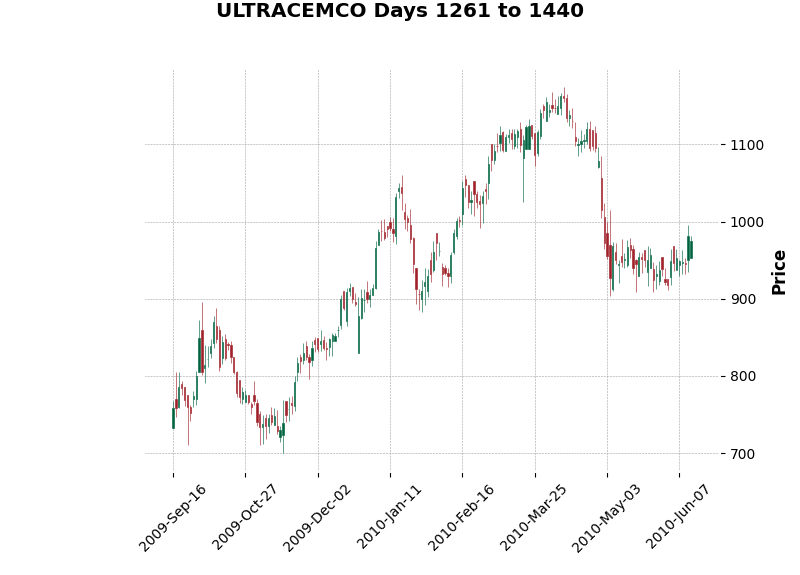 ULTRACEMCO Days 1261 to 1440
1100
1000
900
800
700
Price
2009-Sep-16
2009-Oct-27
2009-Dec-02
2010-Jan-11
2010-Feb-16
2010-Mar-25
2010-May-03
2010-Jun-07